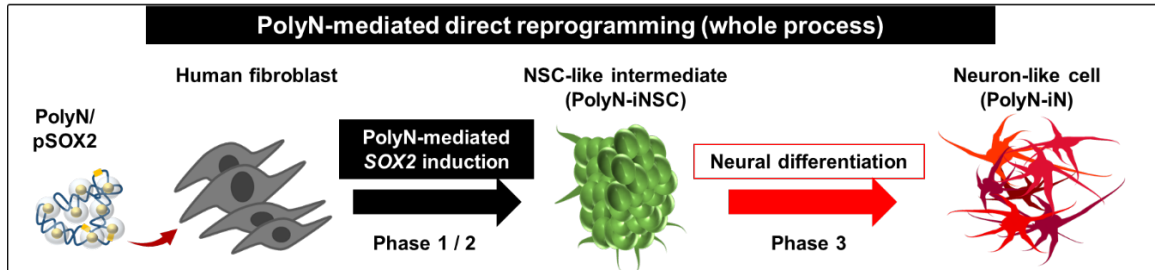 PolyN-mediated direct reprogramming (whole process)
Human fibroblast
NSC-like intermediate
(PolyN-iNSC)
Neuron-like cell
(PolyN-iN)
PolyN/
pSOX2
PolyN-mediated
SOX2 induction
Neural differentiation
Phase 1 / 2
Phase 3